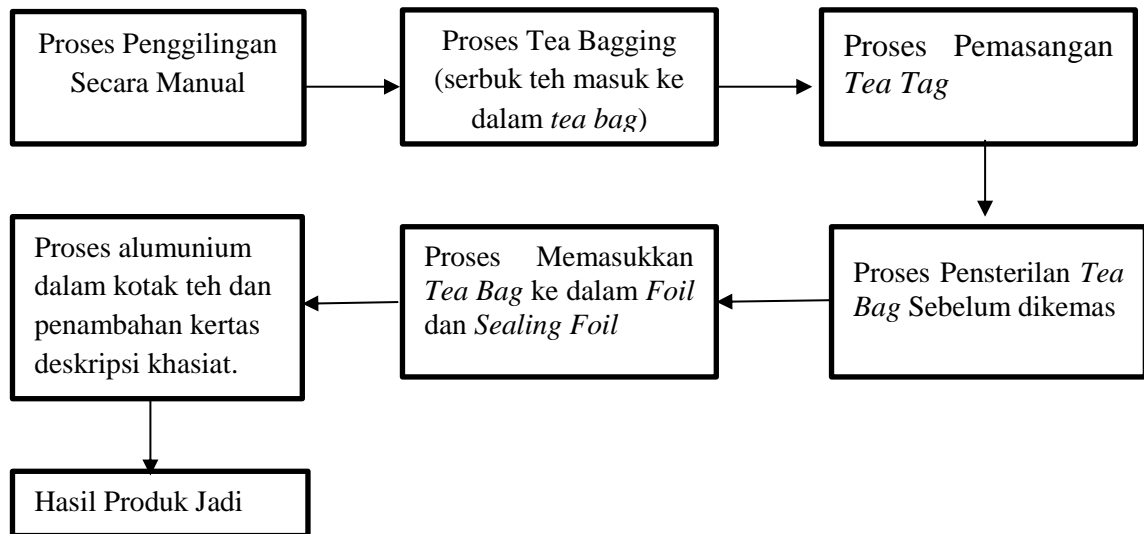 Proses Penggilingan
Secara Manual
Proses Tea Bagging
(serbuk teh masuk ke
dalam tea bag)
Proses Pemasangan
Tea Tag
Proses Pensterilan Tea
Bag Sebelum dikemas
Proses Memasukkan
Tea Bag ke dalam Foil
dan Sealing Foil
Proses alumunium
dalam kotak teh dan
penambahan kertas
deskripsi khasiat.
Hasil Produk Jadi